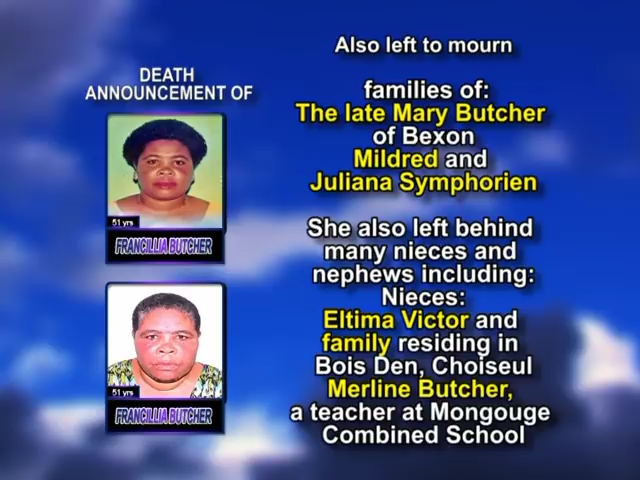 DEATH
ANNOUNCEMENT OF
51 yrs
FRANCILLIA BUTCHER
51 yrs
FRANCILLIA BUTCHER
Also left to mourn
families of:
The late Mary Butcher
of Bexon
Mildred and
Juliana Symphorien
She also left behind
many nieces and
nephews including:
Nieces:
Eltima Victor and
family residing in
Bois Den, Choiseul
Merline Butcher,
a teacher at Mongouge
Combined School